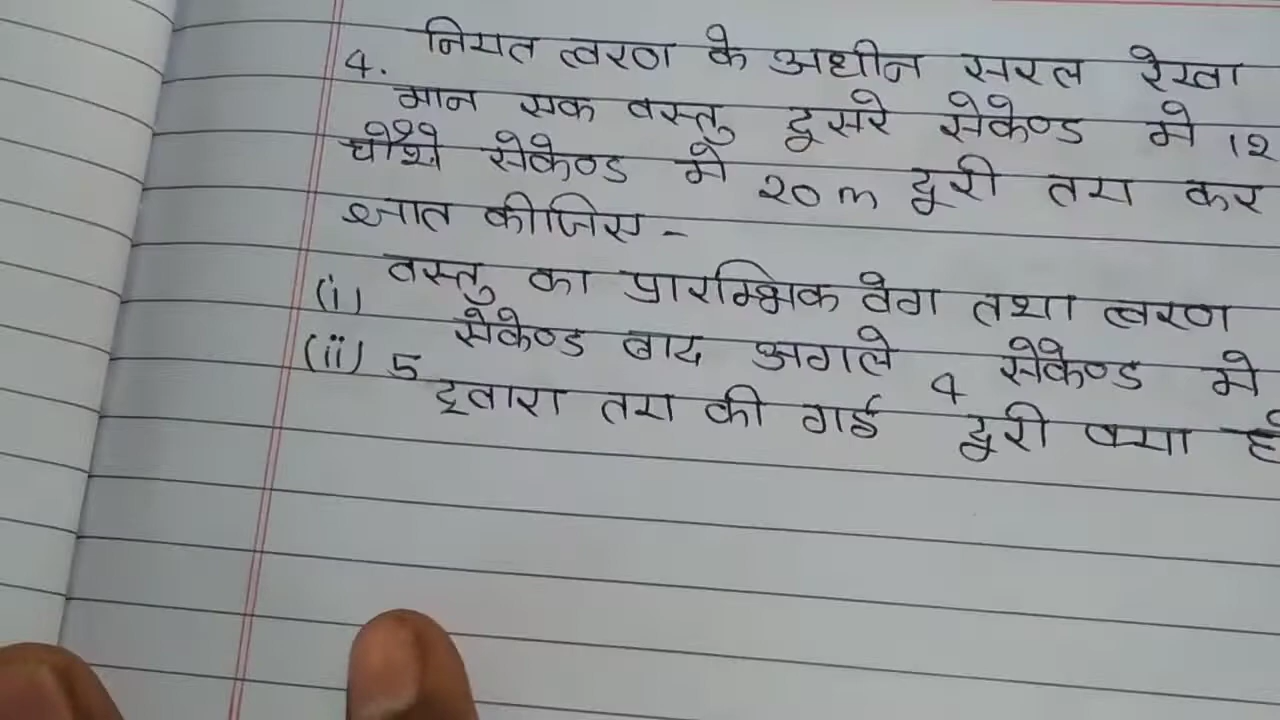 4. नियत त्वरण के अधीन सरल रेखा
मान एक वस्तु दूसरे सेकेण्ड मे 12
चौथे सेकेण्ड मे 20 m दूरी तय कर
ज्ञात कीजिए -
(i) वस्तु का प्रारम्भिक वेग तथा त्वरण
(ii) 5 सेकेण्ड बाद अगले 4 सेकेण्ड मे
द्वारा तय की गई दूरी क्या है